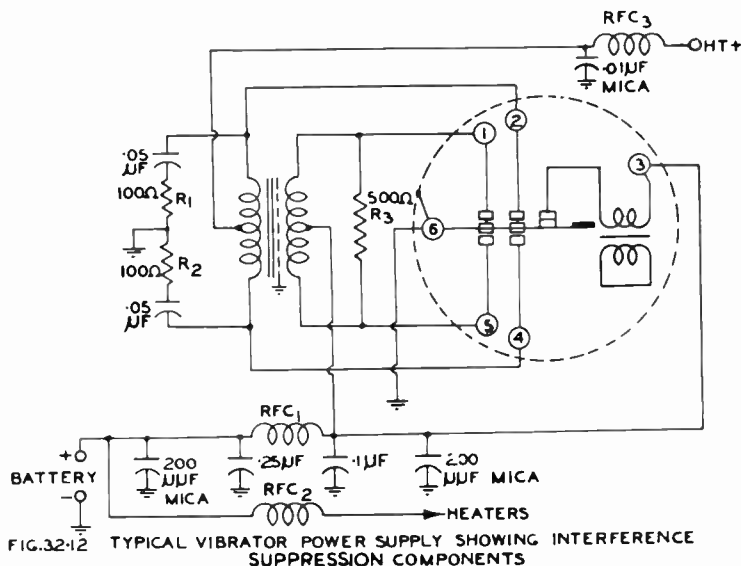 RFC3
HT+
.01µF
MICA
.05
µF
100Ω
R1
100Ω
R2
.05
µF
500Ω
R3
1
2
3
6
5
4
RFC1
+
BATTERY
-
200
µµF
MICA
.25µF
.1µF
200
µµF MICA
RFC2
HEATERS
FIG.32·12 TYPICAL VIBRATOR POWER SUPPLY SHOWING INTERFERENCE
SUPPRESSION COMPONENTS